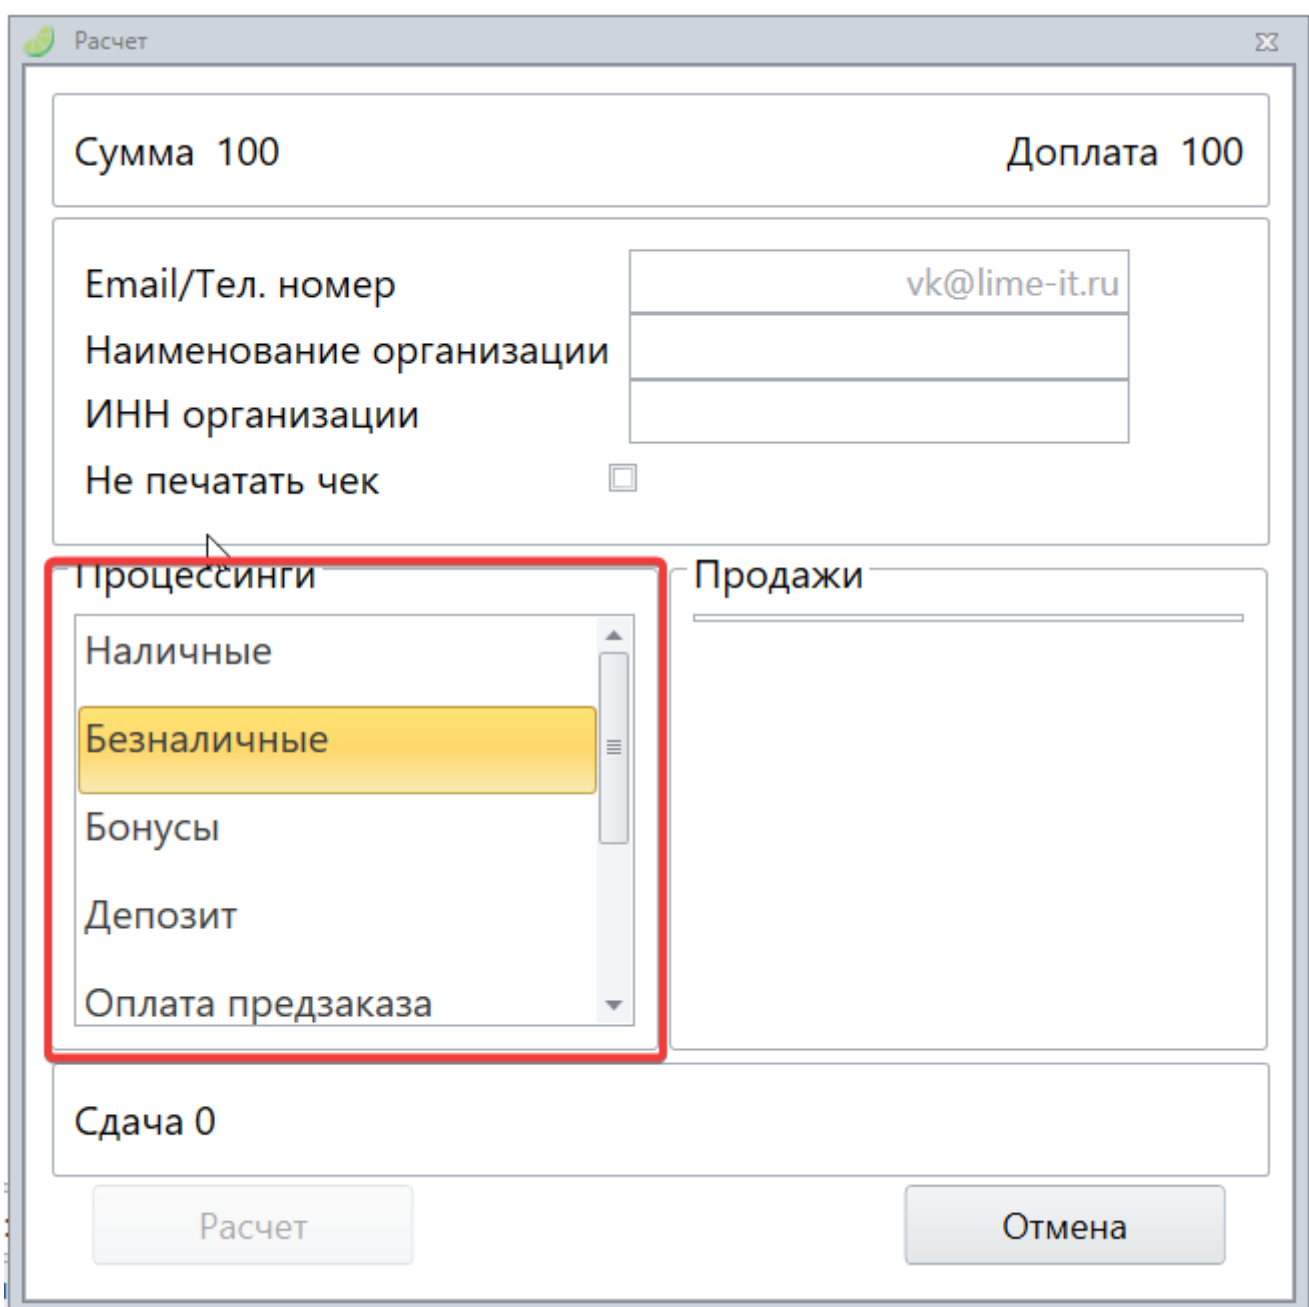 Расчет
Сумма 100 Доплата 100
Email/Тел. номер vk@lime-it.ru
Наименование организации
ИНН организации
Не печатать чек
Процессинги Продажи
Наличные
Безналичные
Бонусы
Депозит
Оплата предзаказа
Сдача 0
Расчет Отмена